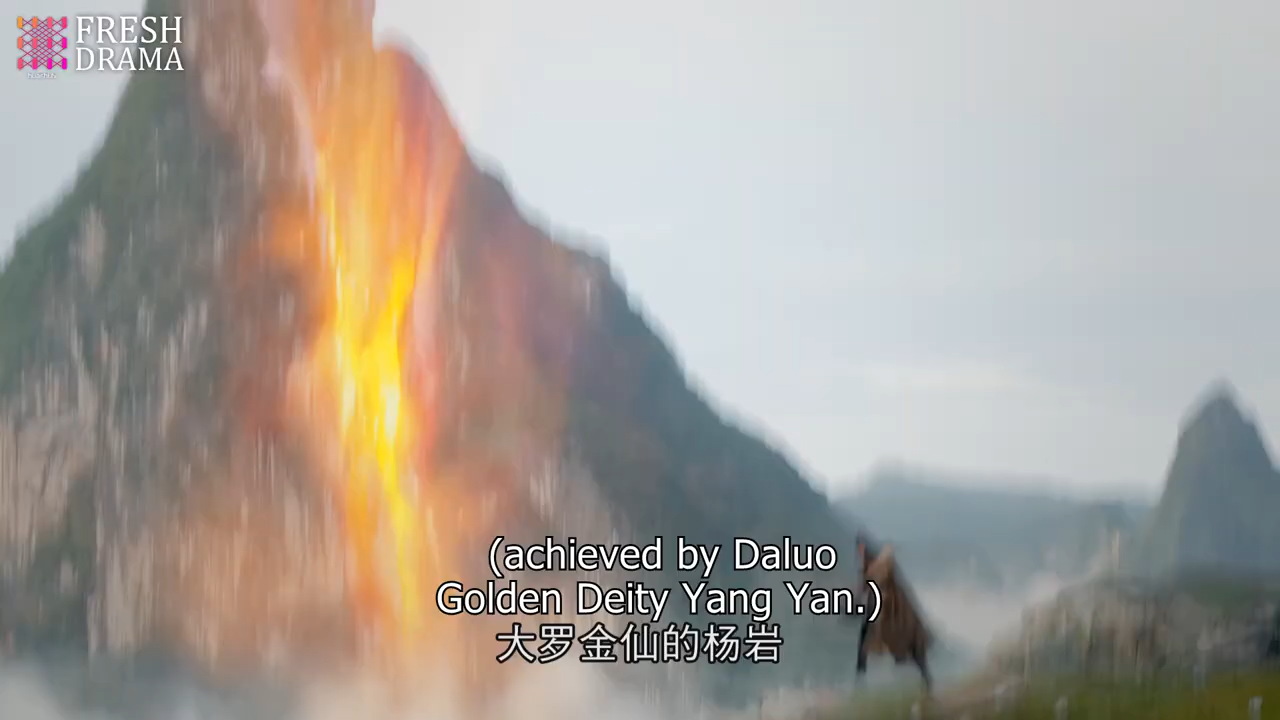 FRESH
DRAMA
(achieved by Daluo
Golden Deity Yang Yan.)
大罗金仙的杨岩